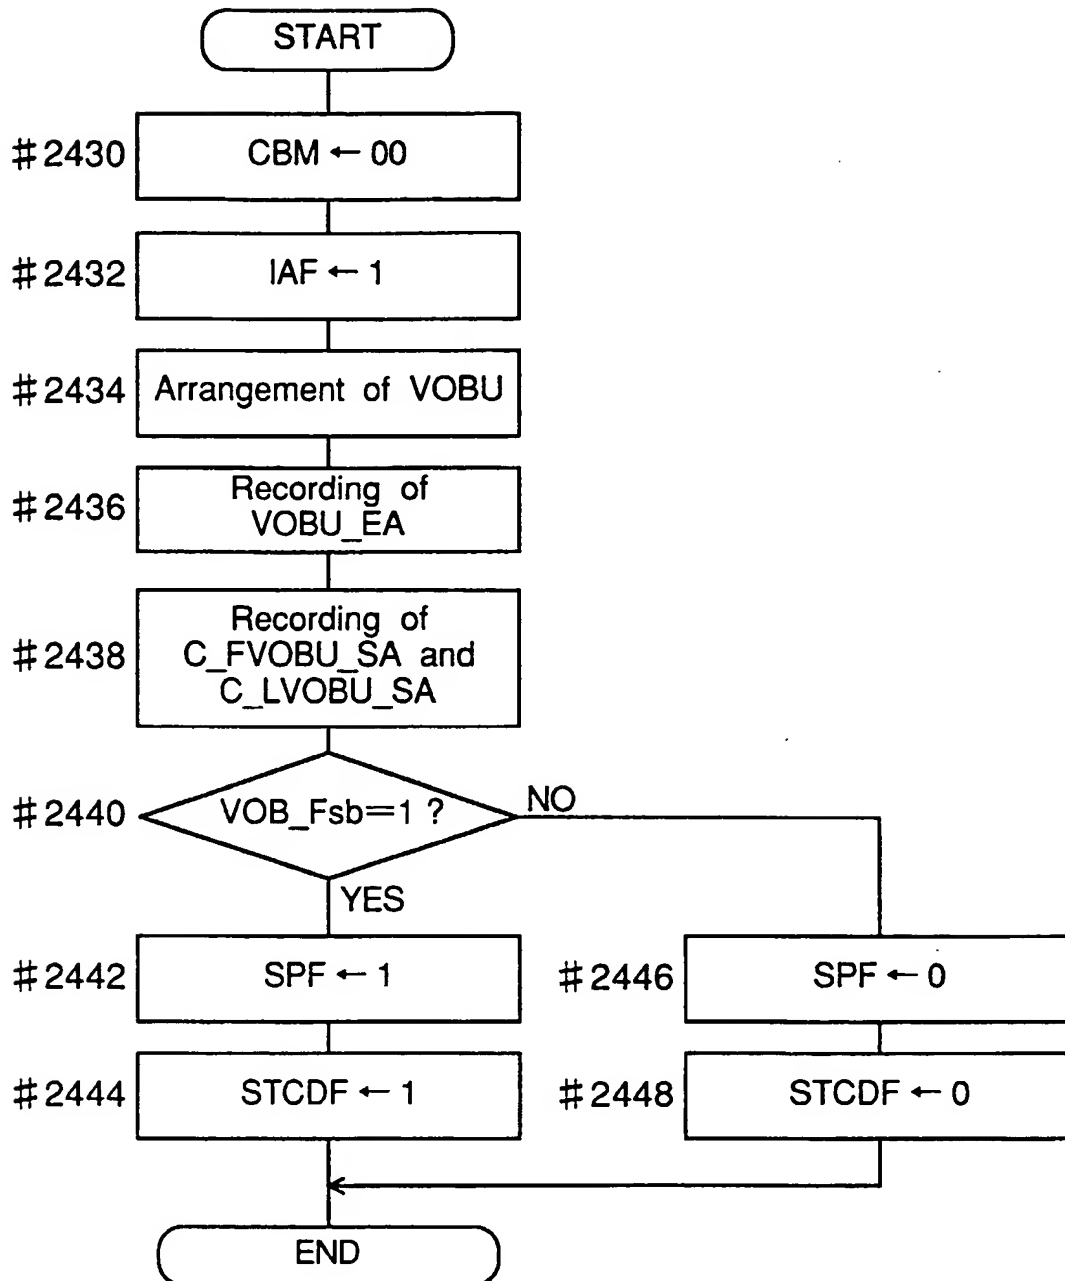 START
#2430
CBM ← 00
#2432
IAF ← 1
#2434
Arrangement of VOBU
#2436
Recording of
VOBU_EA
#2438
Recording of
C_FVOBU_SA and
C_LVOBU_SA
#2440
VOB_Fsb=1 ?
NO
YES
#2442
SPF ← 1
#2446
SPF ← 0
#2444
STCDF ← 1
#2448
STCDF ← 0
END